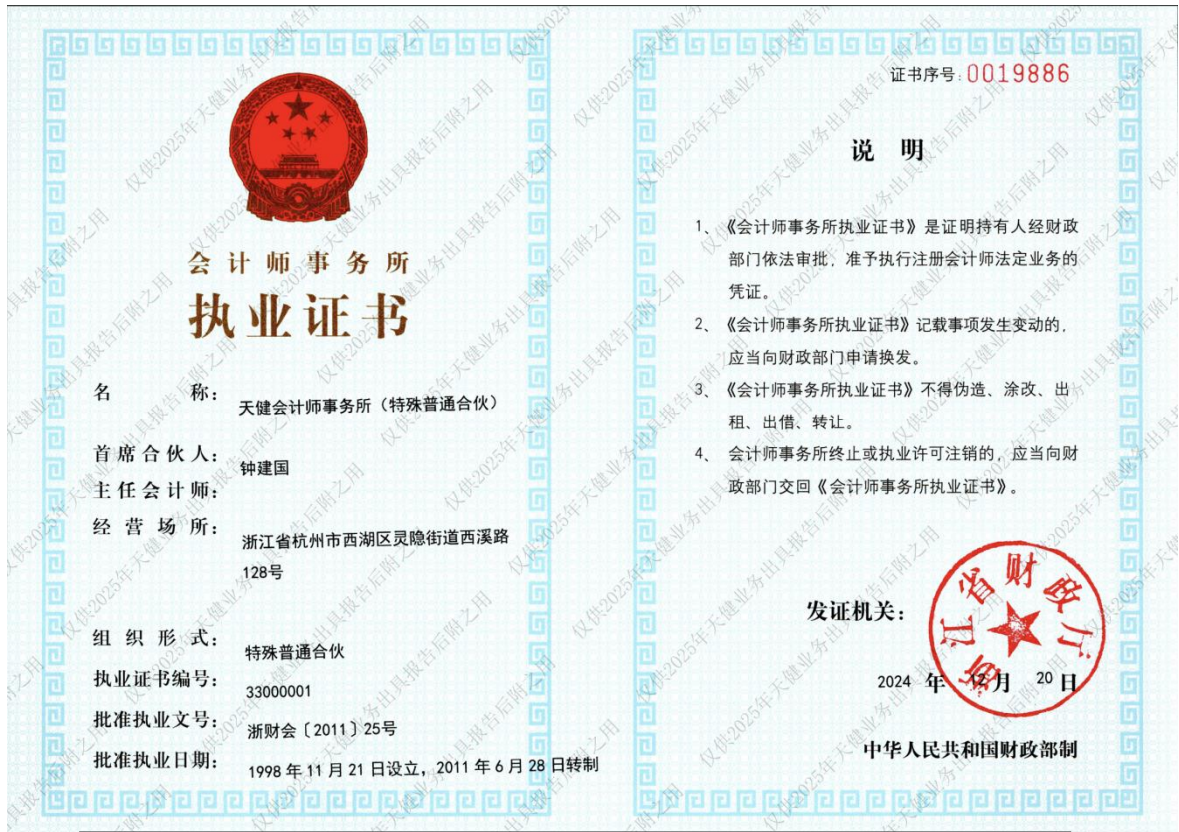 会计师事务所
执业证书
名 称：
天健会计师事务所（特殊普通合伙）
首席合伙人：
钟建国
主任会计师：
经营场所：
浙江省杭州市西湖区灵隐街道西溪路
128号
组织形式：
特殊普通合伙
执业证书编号：
33000001
批准执业文号：
浙财会〔2011〕25号
批准执业日期：
1998年11月21日设立，2011年6月28日转制
证书序号：0019886
说 明
1、《会计师事务所执业证书》是证明持有人经财政
部门依法审批，准予执行注册会计师法定业务的
凭证。
2、《会计师事务所执业证书》记载事项发生变动的，
应当向财政部门申请换发。
3、《会计师事务所执业证书》不得伪造、涂改、出
租、出借、转让。
4、 会计师事务所终止或执业许可注销的，应当向财
政部门交回《会计师事务所执业证书》。
发证机关：
浙江省财政厅
2024 年 12 月 20 日
中华人民共和国财政部制
仅供2025年天健业务出具报告后附之用